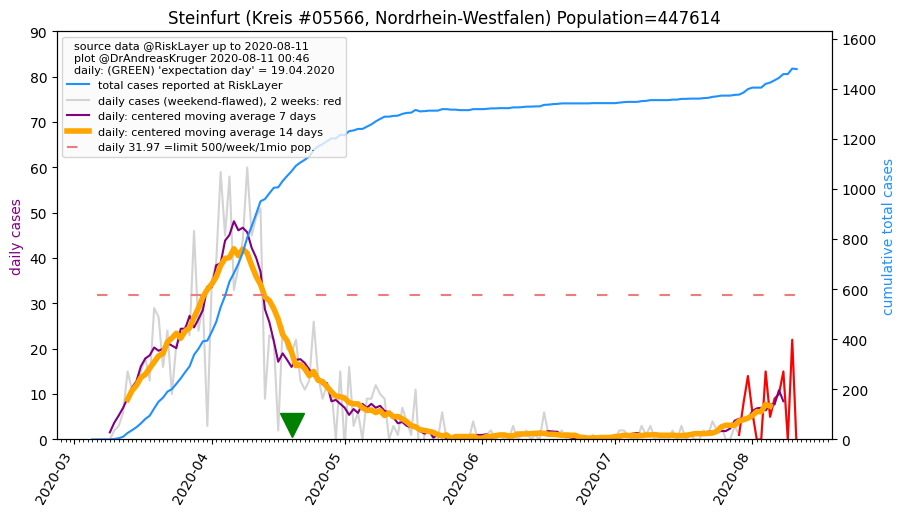 Steinfurt (Kreis #05566, Nordrhein-Westfalen) Population=447614
source data @RiskLayer up to 2020-08-11
plot @DrAndreasKruger 2020-08-11 00:46
daily: (GREEN) 'expectation day' = 19.04.2020
total cases reported at RiskLayer
daily cases (weekend-flawed), 2 weeks: red
daily: centered moving average 7 days
daily: centered moving average 14 days
daily 31.97 =limit 500/week/1mio pop.
daily cases
90
80
70
60
50
40
30
20
10
0
cumulative total cases
1600
1400
1200
1000
800
600
400
200
0
2020-03
2020-04
2020-05
2020-06
2020-07
2020-08